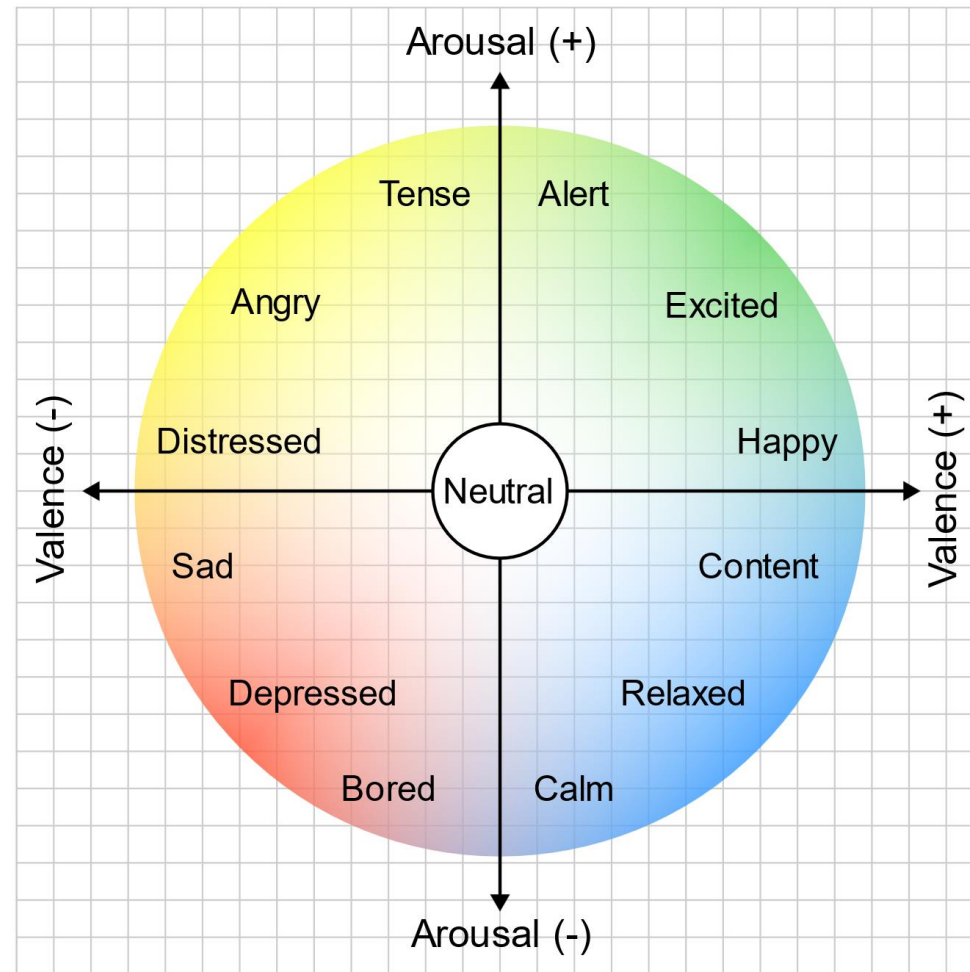 Arousal (+)
Tense
Alert
Angry
Excited
Valence (-)
Distressed
Happy
Valence (+)
Neutral
Sad
Content
Depressed
Relaxed
Bored
Calm
Arousal (-)